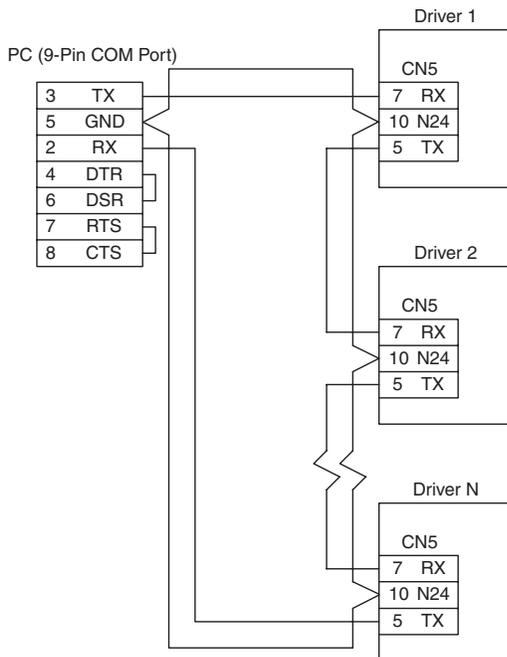 PC (9-Pin COM Port)
3 TX
5 GND
2 RX
4 DTR
6 DSR
7 RTS
8 CTS
Driver 1
CN5
7 RX
10 N24
5 TX
Driver 2
CN5
7 RX
10 N24
5 TX
Driver N
CN5
7 RX
10 N24
5 TX